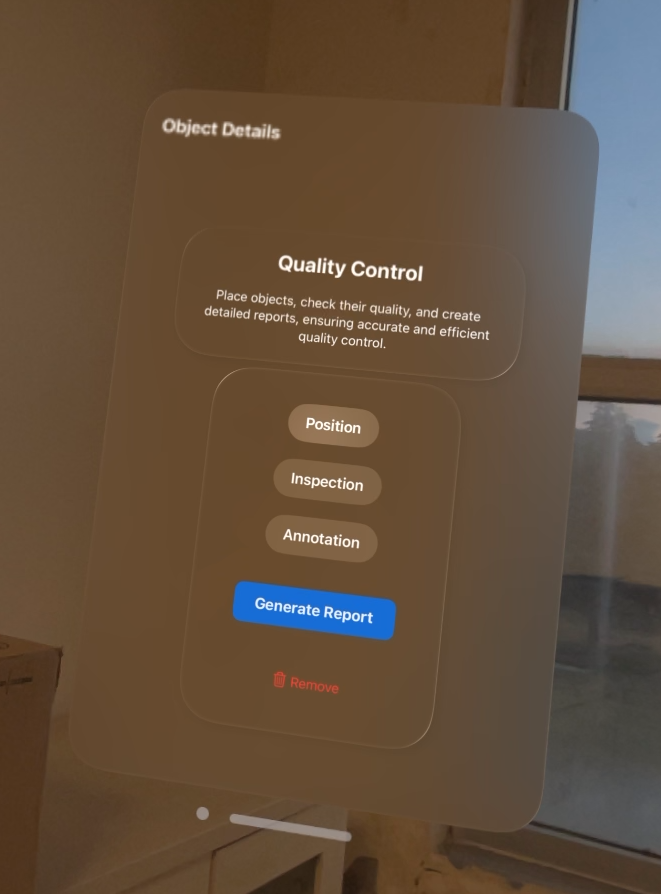 Object Details
Quality Control
Place objects, check their quality, and create
detailed reports, ensuring accurate and efficient
quality control.
Position
Inspection
Annotation
Generate Report
Remove